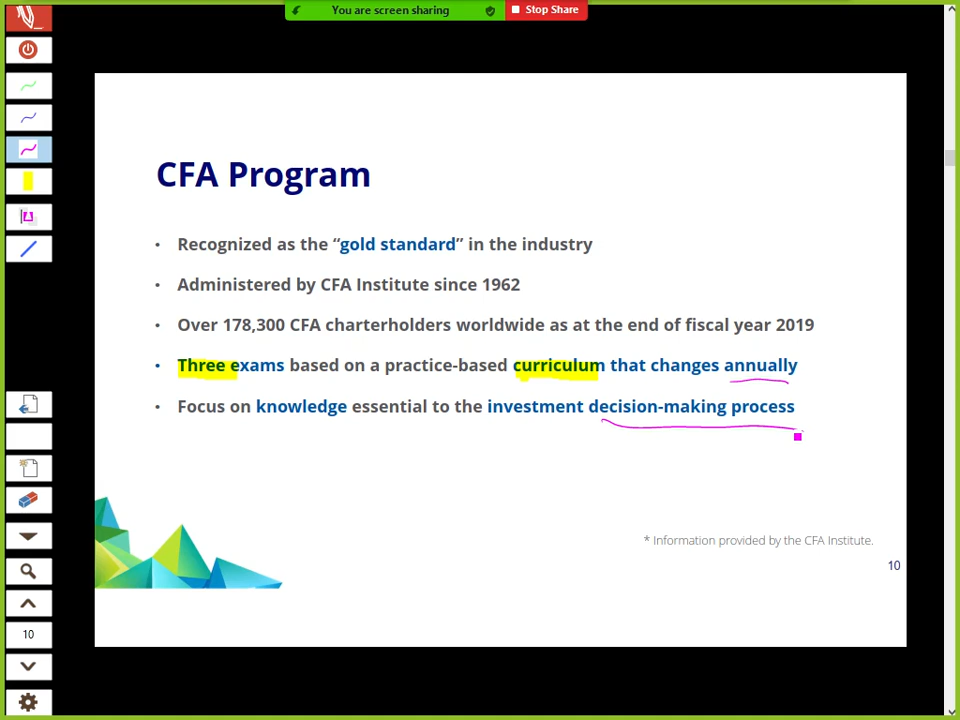 You are screen sharing
Stop Share
CFA Program
• Recognized as the “gold standard” in the industry
• Administered by CFA Institute since 1962
• Over 178,300 CFA charterholders worldwide as at the end of fiscal year 2019
• Three exams based on a practice-based curriculum that changes annually
• Focus on knowledge essential to the investment decision-making process
* Information provided by the CFA Institute.
10
10